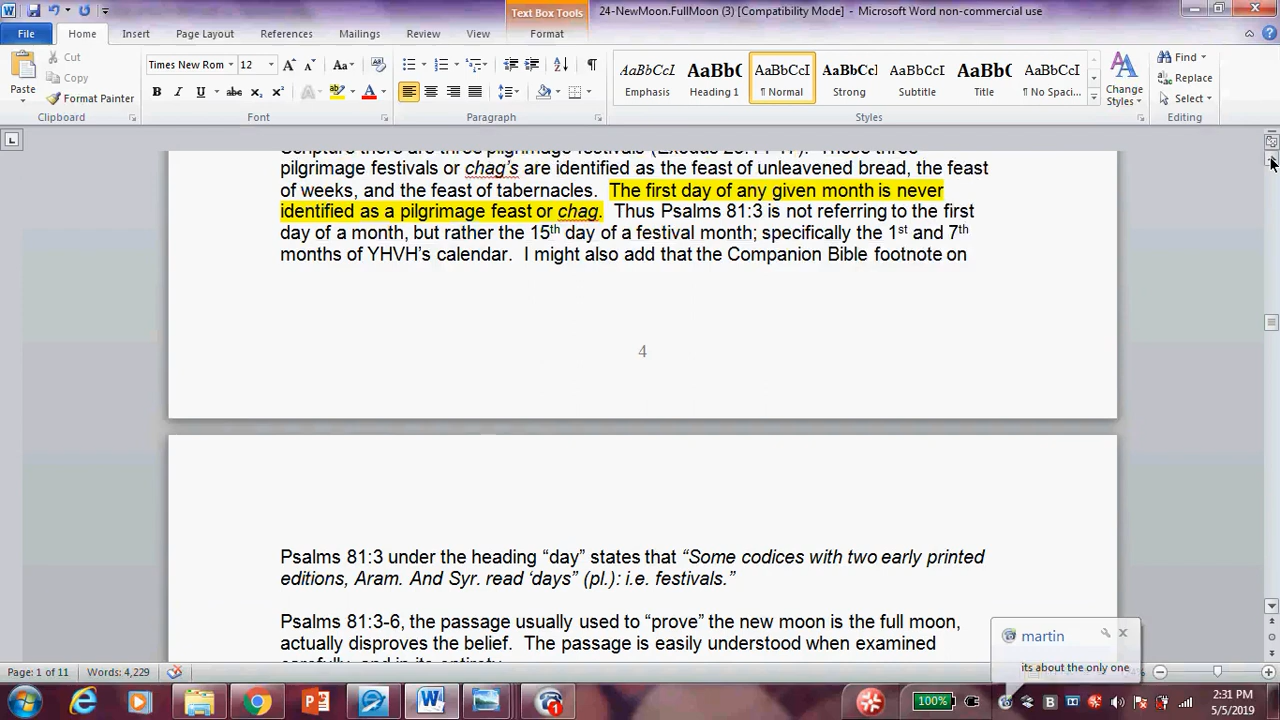 Text Box Tools
24-NewMoon.FullMoon (3) [Compatibility Mode] – Microsoft Word non-commercial use
File Home Insert Page Layout References Mailings Review View Format
Paste
Cut
Copy
Format Painter
Clipboard
Times New Rom 12
Font
Paragraph
AaBbCcI AaBb( AaBbCcI AaBbCc AaBbCcI AaBb( AaBbCcI
Emphasis Heading 1 ¶ Normal Strong Subtitle Title ¶ No Spaci...
Styles
Change Styles
Find
Replace
Select
Editing
pilgrimage festivals or chag's are identified as the feast of unleavened bread, the feast
of weeks, and the feast of tabernacles. The first day of any given month is never
identified as a pilgrimage feast or chag. Thus Psalms 81:3 is not referring to the first
day of a month, but rather the 15th day of a festival month; specifically the 1st and 7th
months of YHVH's calendar. I might also add that the Companion Bible footnote on
4
Psalms 81:3 under the heading “day” states that “Some codices with two early printed
editions, Aram. And Syr. read ‘days” (pl.): i.e. festivals.”
Psalms 81:3-6, the passage usually used to “prove” the new moon is the full moon,
actually disproves the belief. The passage is easily understood when examined
carefully, and in its entirety.
martin
its about the only one
Page: 1 of 11 Words: 4,229
100%
2:31 PM
5/5/2019